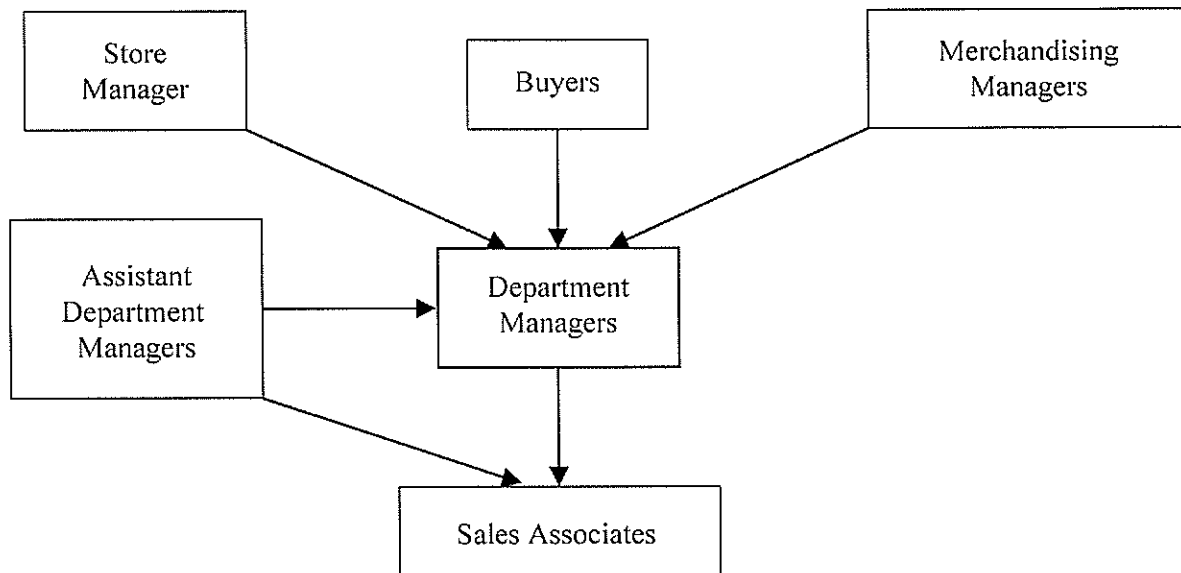 Store
Manager
Buyers
Merchandising
Managers
Assistant
Department
Managers
Department
Managers
Sales Associates